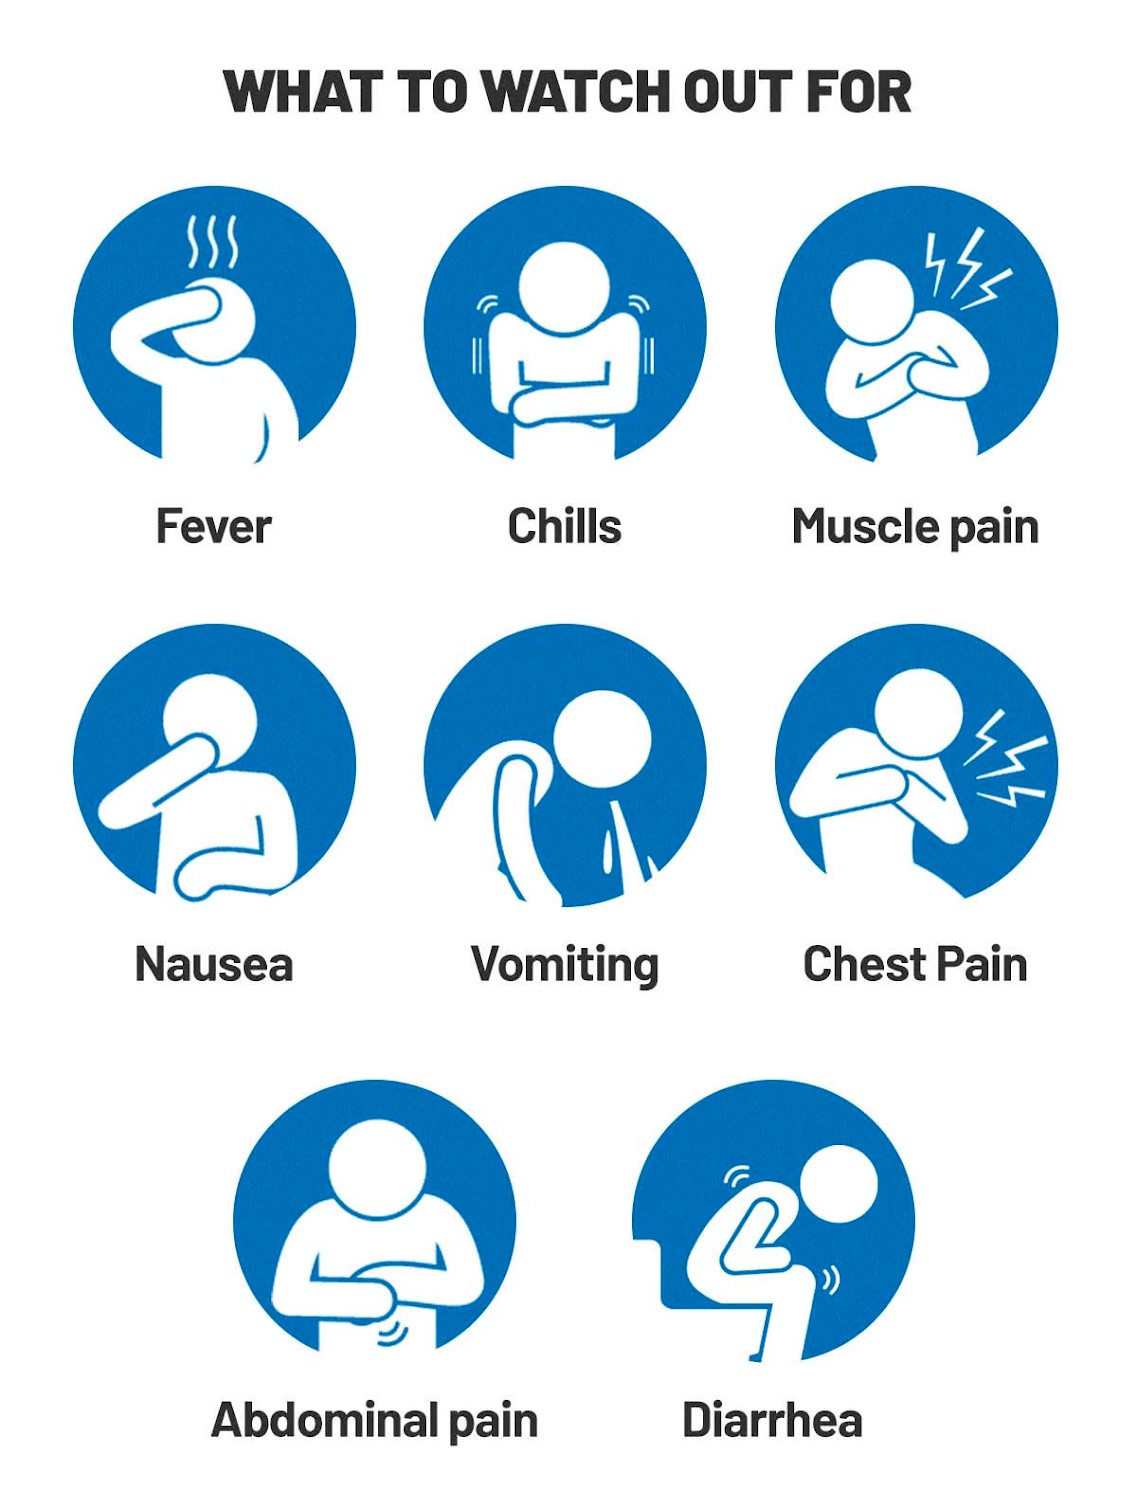 WHAT TO WATCH OUT FOR
Fever
Chills
Muscle pain
Nausea
Vomiting
Chest Pain
Abdominal pain
Diarrhea